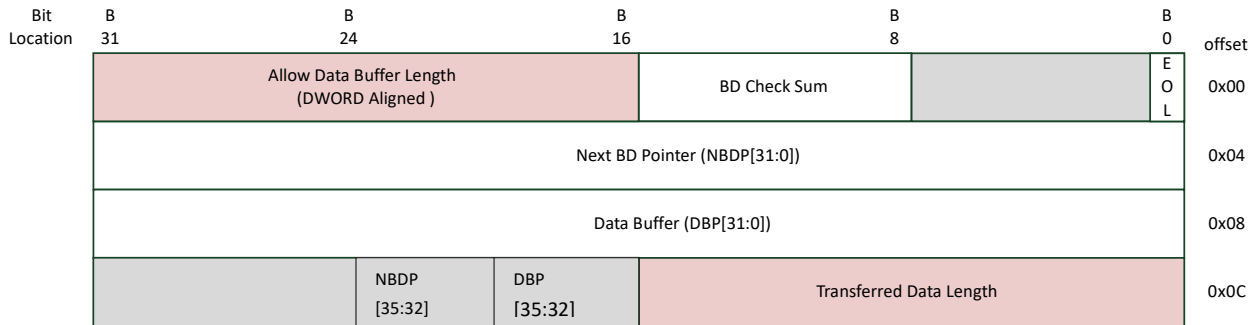 Bit B B B B B
Location 31 24 16 8 0 offset
Allow Data Buffer Length
(DWORD Aligned )
BD Check Sum
E
O
L
0x00
Next BD Pointer (NBDP[31:0])
0x04
Data Buffer (DBP[31:0])
0x08
NBDP
[35:32]
DBP
[35:32]
Transferred Data Length
0x0C